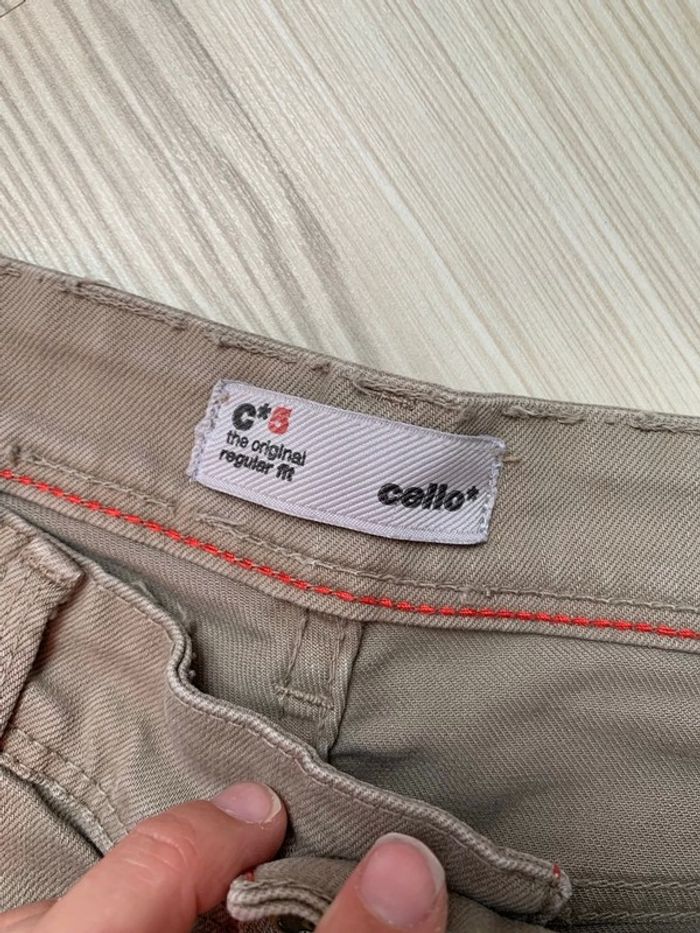 c*5
the original
regular fit
cello*